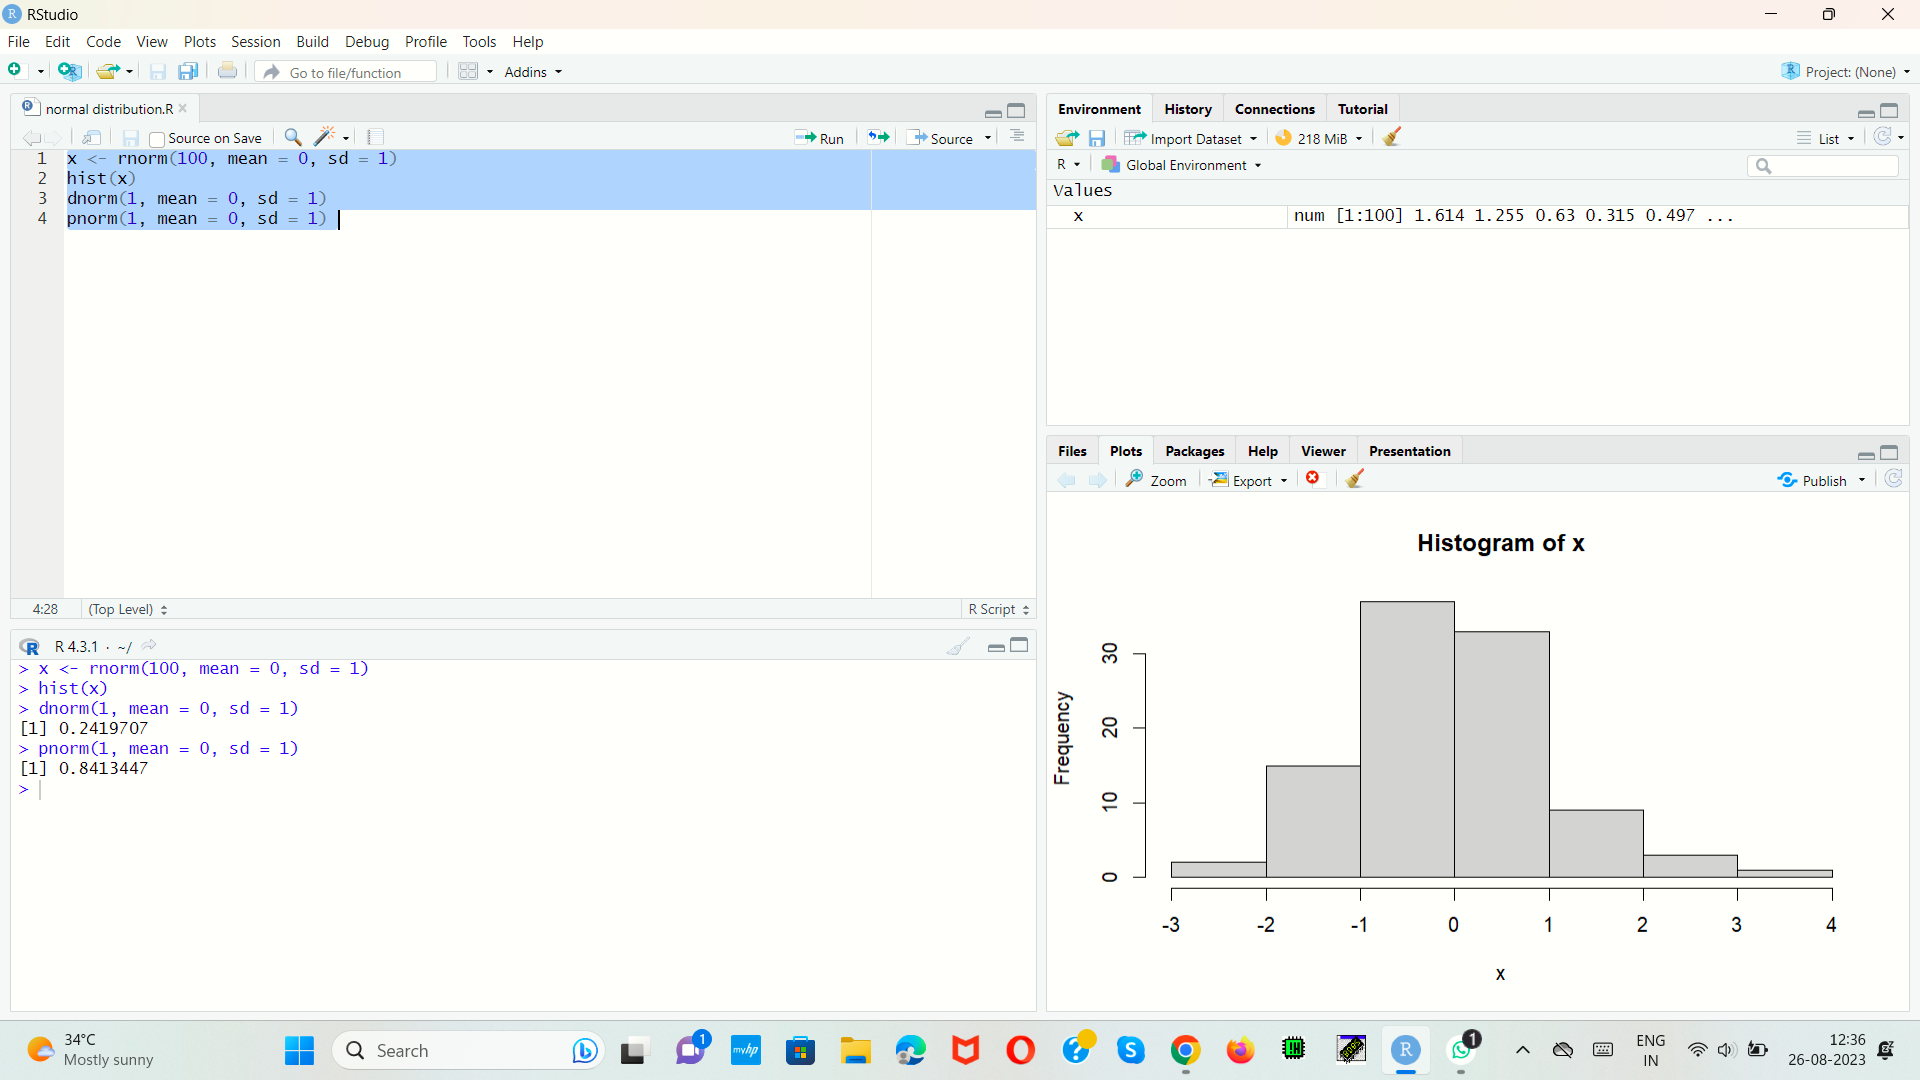 RStudio
File Edit Code View Plots Session Build Debug Profile Tools Help
Go to file/function Addins Project: (None)
normal distribution.R
Source on Save Run Source
1 x <- rnorm(100, mean = 0, sd = 1)
2 hist(x)
3 dnorm(1, mean = 0, sd = 1)
4 pnorm(1, mean = 0, sd = 1)
4:28 (Top Level) R Script
R 4.3.1 · ~/
> x <- rnorm(100, mean = 0, sd = 1)
> hist(x)
> dnorm(1, mean = 0, sd = 1)
[1] 0.2419707
> pnorm(1, mean = 0, sd = 1)
[1] 0.8413447
>
Environment History Connections Tutorial
Import Dataset 218 MiB List
R Global Environment
Values
x num [1:100] 1.614 1.255 0.63 0.315 0.497 ...
Files Plots Packages Help Viewer Presentation
Zoom Export Publish
Histogram of x
Frequency
30
20
10
0
-3 -2 -1 0 1 2 3 4
x
34°C
Mostly sunny
Search
1
myhp
1
ENG
IN
12:36
26-08-2023